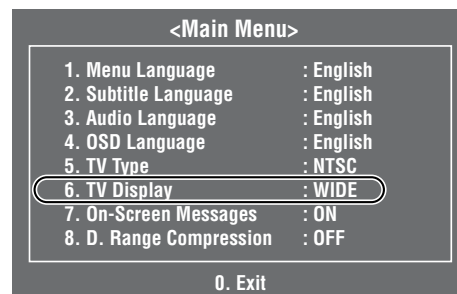 <Main Menu>
1. Menu Language : English
2. Subtitle Language : English
3. Audio Language : English
4. OSD Language : English
5. TV Type : NTSC
6. TV Display : WIDE
7. On-Screen Messages : ON
8. D. Range Compression : OFF
0. Exit